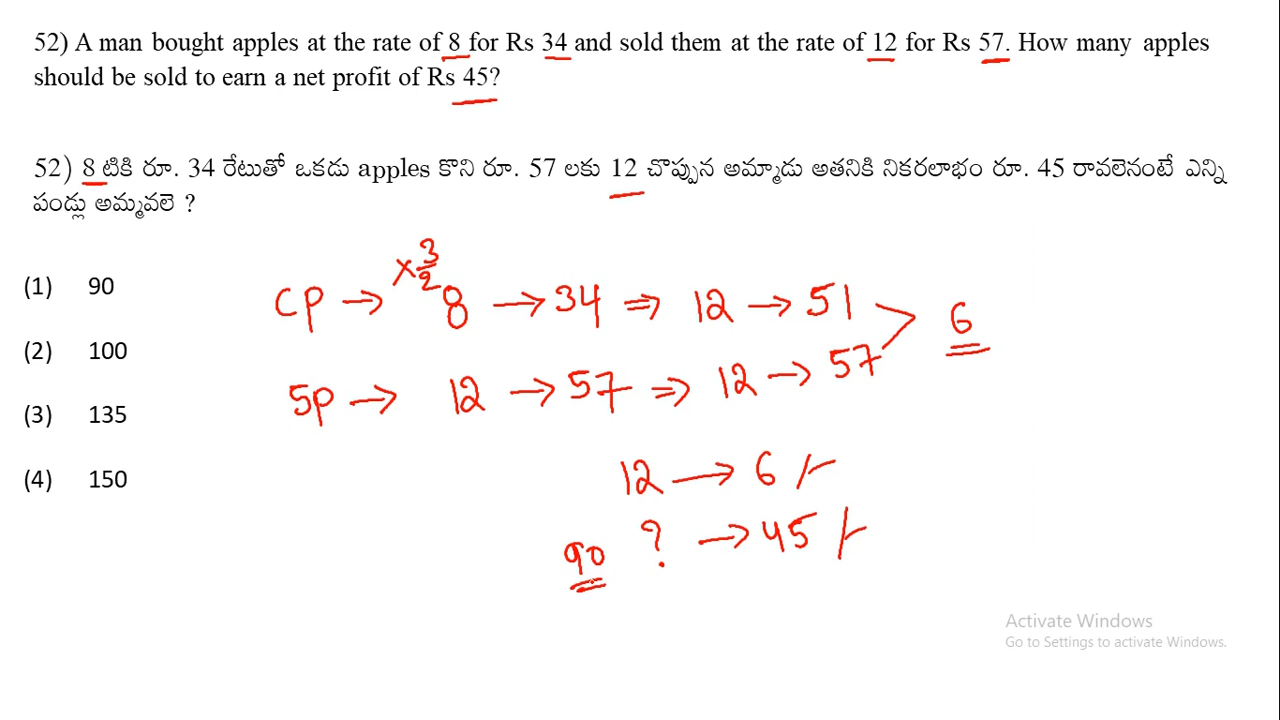 52) A man bought apples at the rate of 8 for Rs 34 and sold them at the rate of 12 for Rs 57. How many apples
should be sold to earn a net profit of Rs 45?
52) 8 టికి రూ. 34 రేటుతో ఒకడు apples కొని రూ. 57 లకు 12 చొప్పున అమ్మాడు అతనికి నికరలాభం రూ. 45 రావలెనంటే ఎన్ని
పండ్లు అమ్మవలె ?
(1) 90
(2) 100
(3) 135
(4) 150
CP → ×3/2 8 → 34 ⇒ 12 → 51 > 6
SP → 12 → 57 ⇒ 12 → 57
12 → 6 /-
90 ? → 45 /-
Activate Windows
Go to Settings to activate Windows.